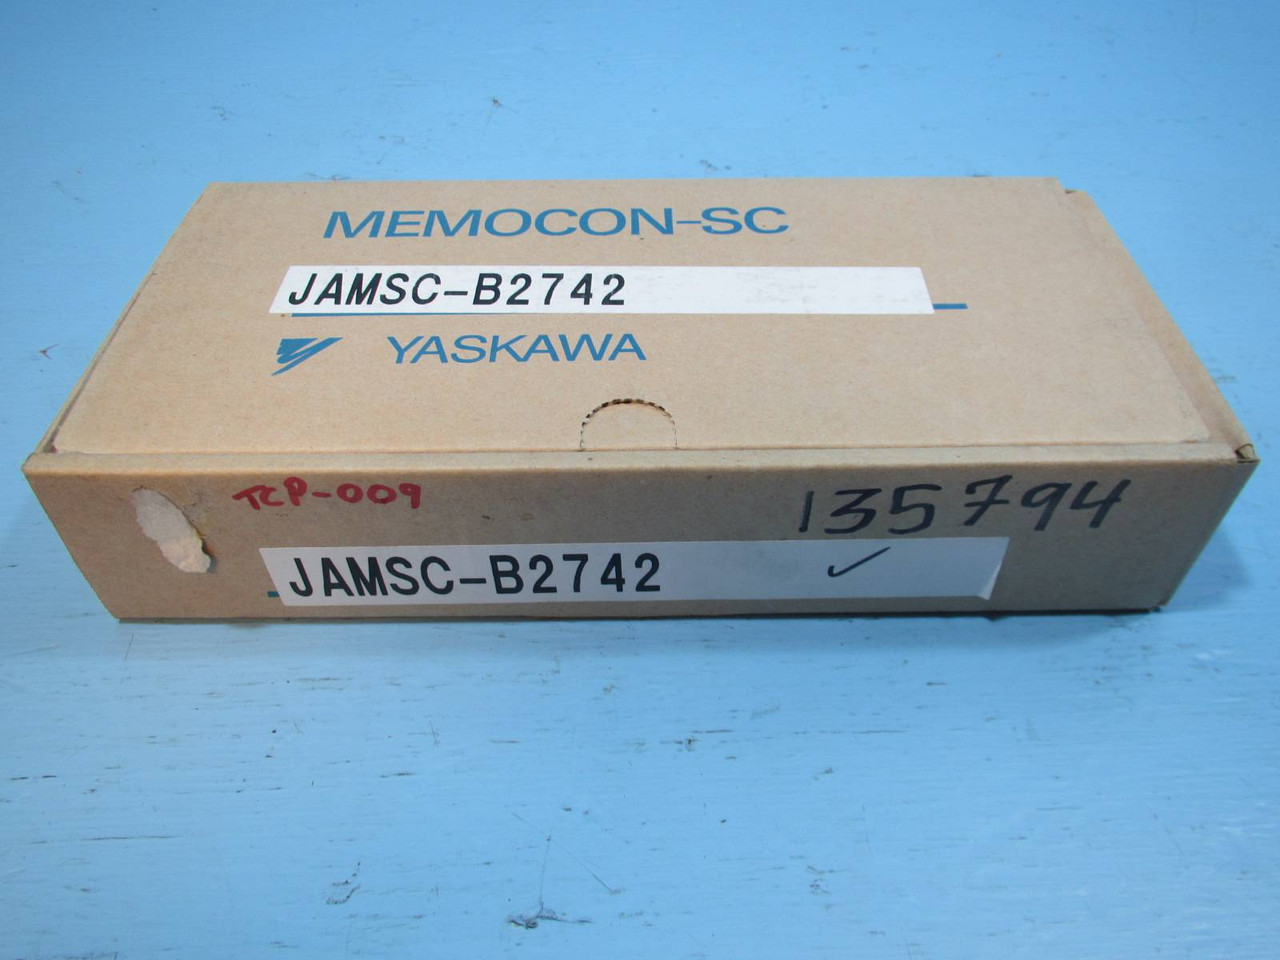 MEMOCON-SC
JAMSC-B2742
YASKAWA
TCP-009
135794
JAMSC-B2742 ✓